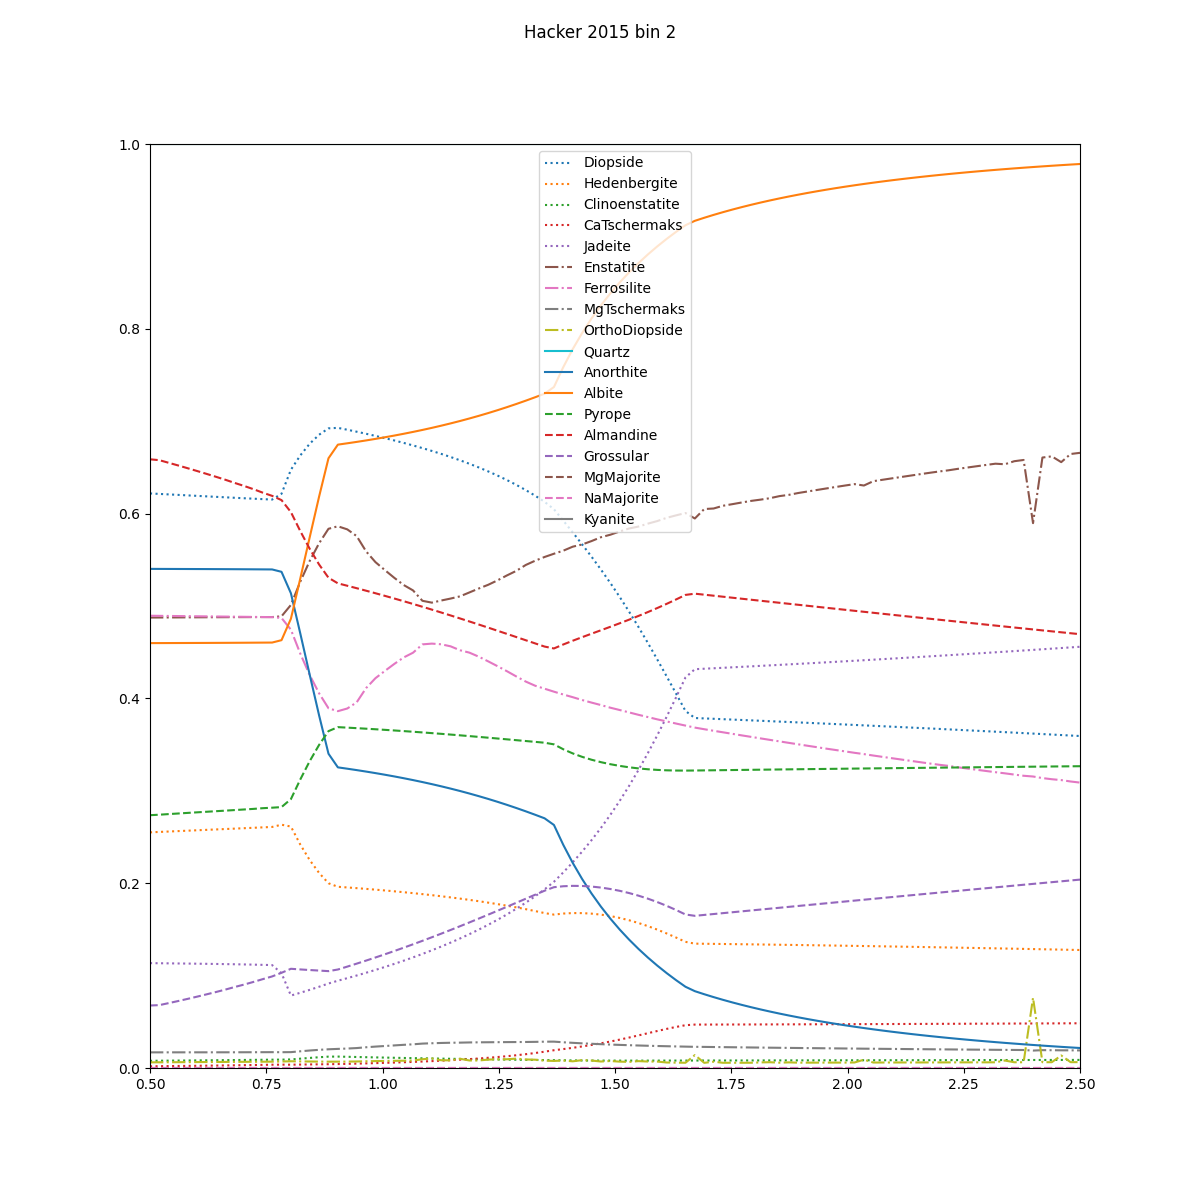 Hacker 2015 bin 2
1.0
0.8
0.6
0.4
0.2
0.0
Diopside
Hedenbergite
Clinoenstatite
CaTschermaks
Jadeite
Enstatite
Ferrosilite
MgTschermaks
OrthoDiopside
Quartz
Anorthite
Albite
Pyrope
Almandine
Grossular
MgMajorite
NaMajorite
Kyanite
0.50 0.75 1.00 1.25 1.50 1.75 2.00 2.25 2.50